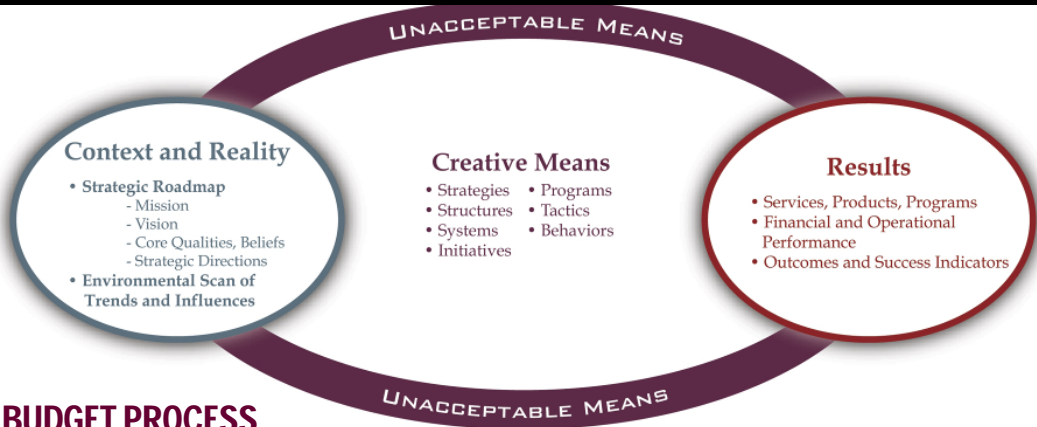 UNACCEPTABLE MEANS
Context and Reality
• Strategic Roadmap
- Mission
- Vision
- Core Qualities, Beliefs
- Strategic Directions
• Environmental Scan of
Trends and Influences
Creative Means
• Strategies • Programs
• Structures • Tactics
• Systems • Behaviors
• Initiatives
Results
• Services, Products, Programs
• Financial and Operational
Performance
• Outcomes and Success Indicators
UNACCEPTABLE MEANS
BUDGET PROCESS